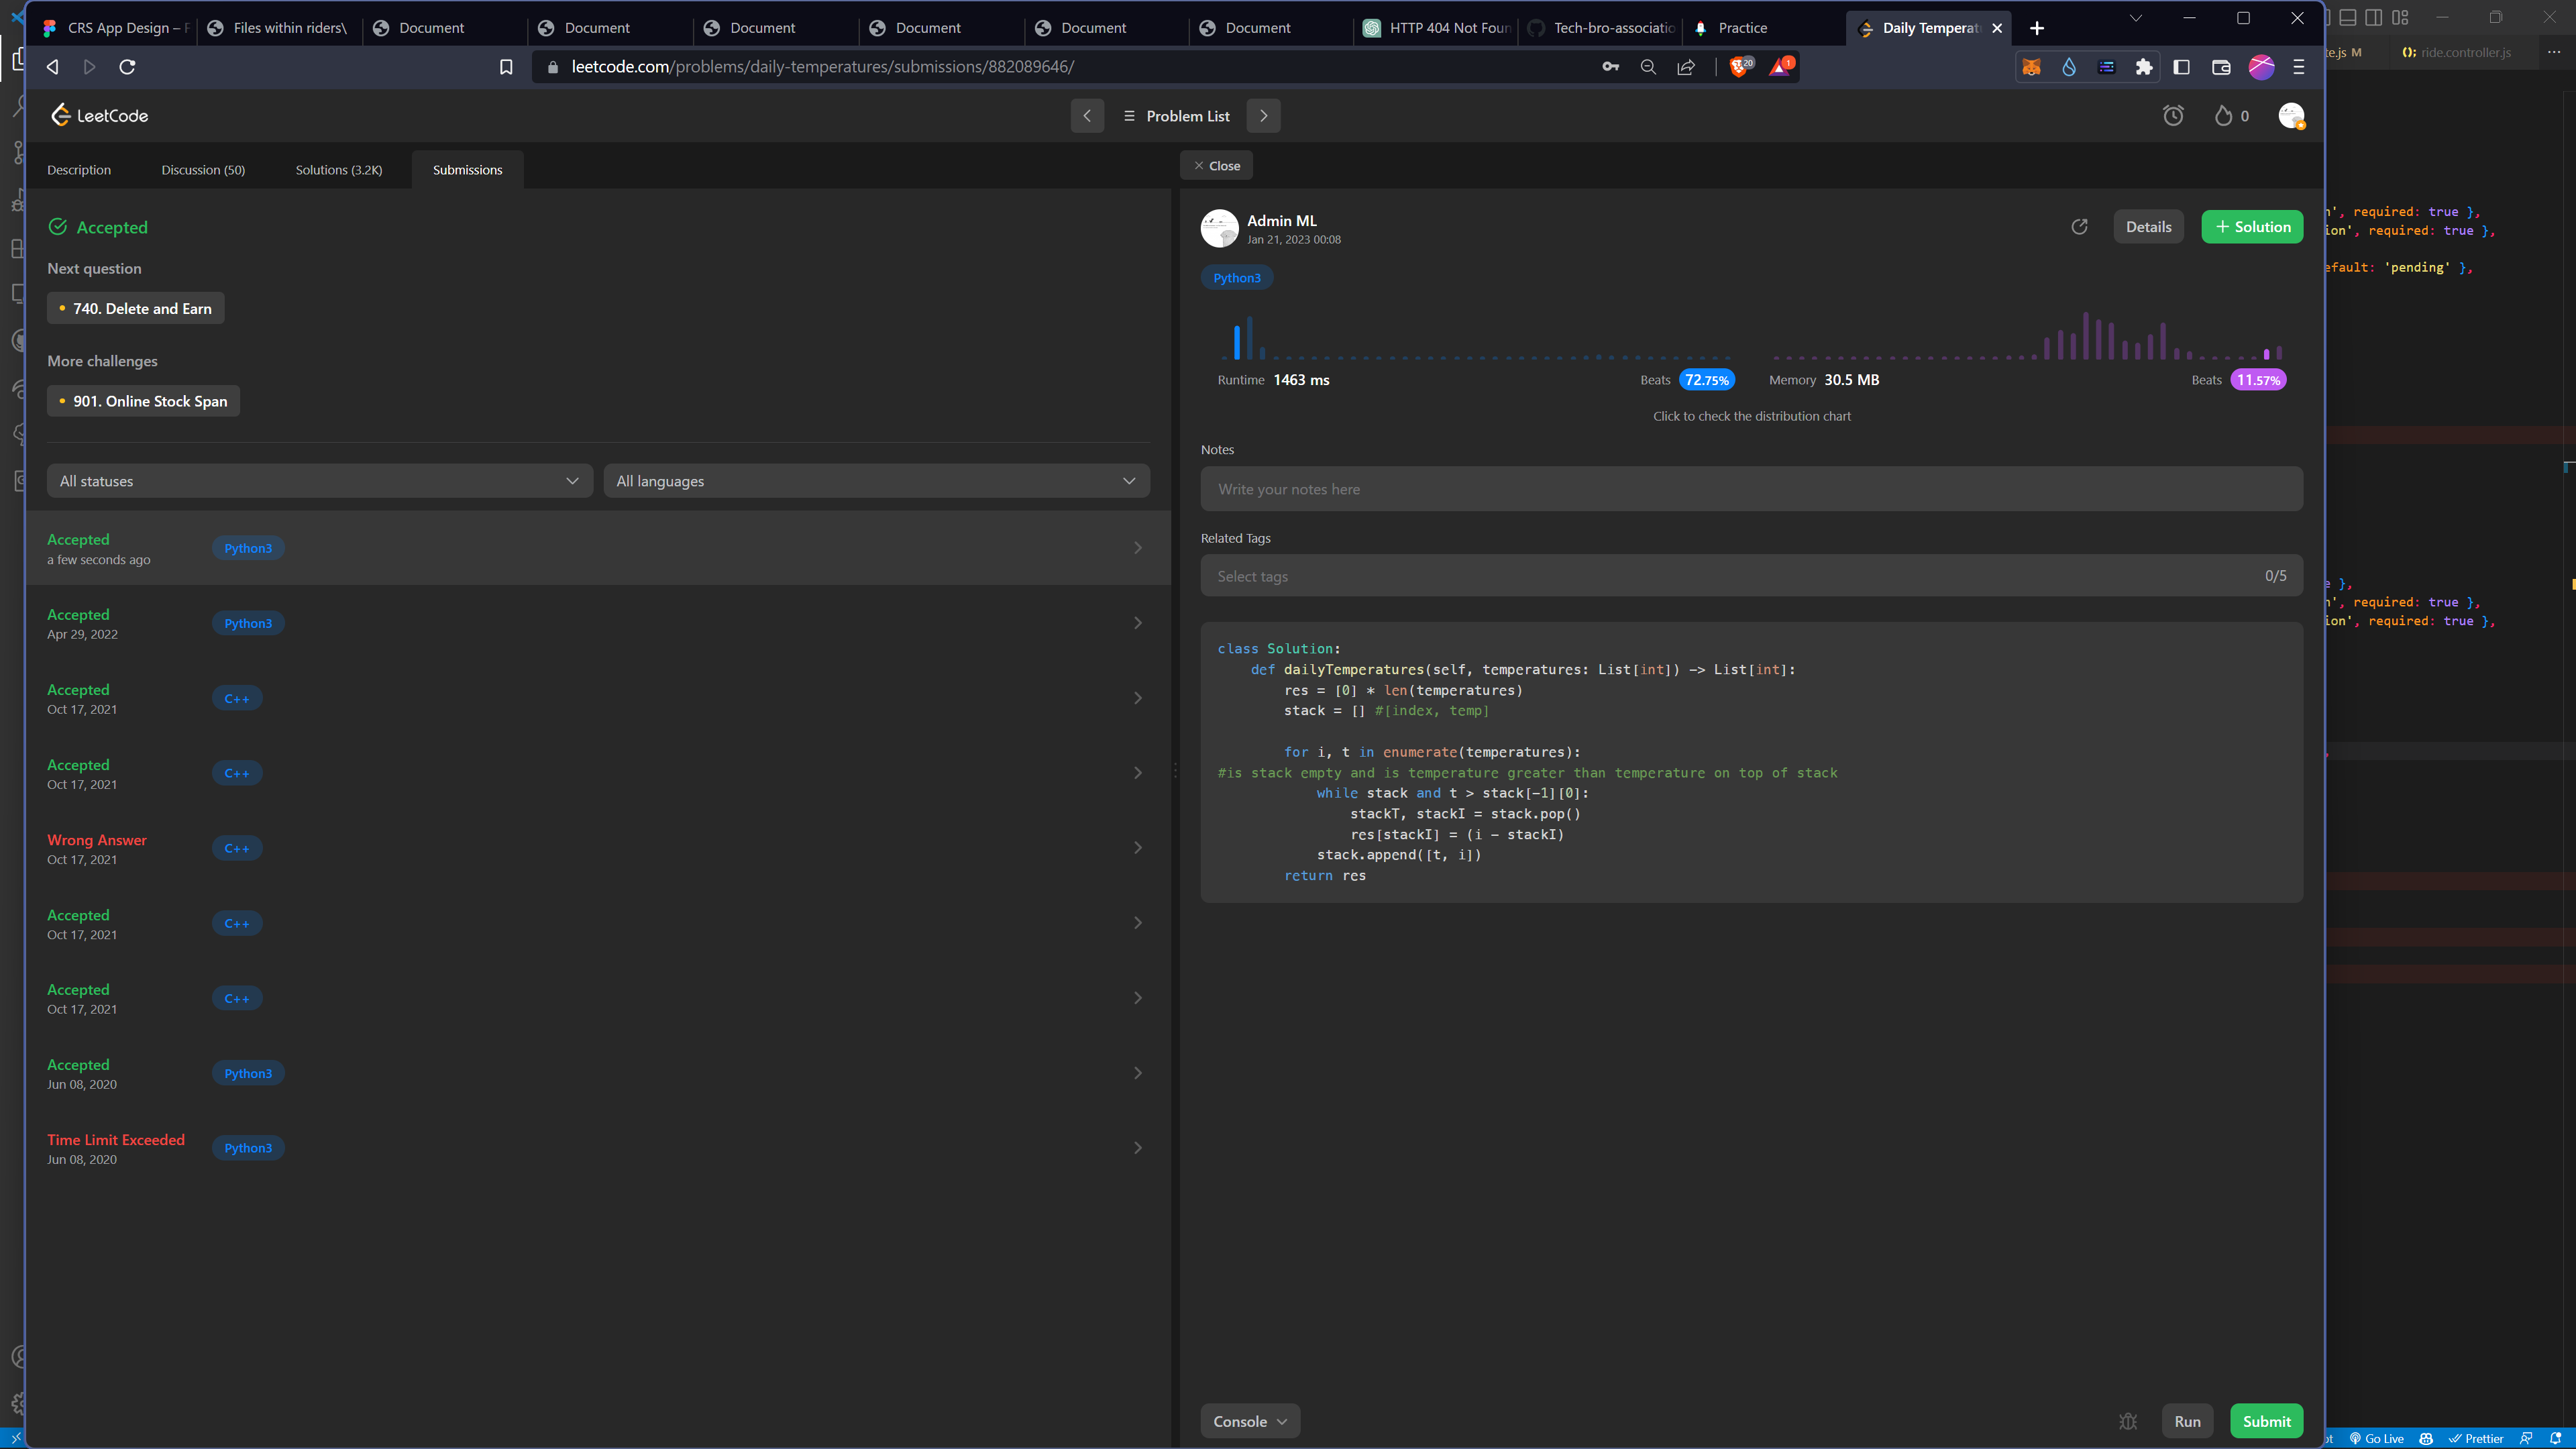 CRS App Design – F
Files within riders\
Document
Document
Document
Document
Document
Document
HTTP 404 Not Foun
Tech-bro-associatio
Practice
Daily Temperat
leetcode.com/problems/daily-temperatures/submissions/882089646/
20
1
te.js M
ride.controller.js
LeetCode
Problem List
0
Description
Discussion (50)
Solutions (3.2K)
Submissions
Close
Accepted
Next question
740. Delete and Earn
More challenges
901. Online Stock Span
All statuses
All languages
Accepted
a few seconds ago
Python3
Accepted
Apr 29, 2022
Python3
Accepted
Oct 17, 2021
C++
Accepted
Oct 17, 2021
C++
Wrong Answer
Oct 17, 2021
C++
Accepted
Oct 17, 2021
C++
Accepted
Oct 17, 2021
C++
Accepted
Jun 08, 2020
Python3
Time Limit Exceeded
Jun 08, 2020
Python3
Admin ML
Jan 21, 2023 00:08
Details
+ Solution
Python3
Runtime 1463 ms
Beats 72.75%
Memory 30.5 MB
Beats 11.57%
Click to check the distribution chart
Notes
Write your notes here
Related Tags
Select tags
0/5
class Solution:
    def dailyTemperatures(self, temperatures: List[int]) -> List[int]:
        res = [0] * len(temperatures)
        stack = [] #[index, temp]
        for i, t in enumerate(temperatures):
#is stack empty and is temperature greater than temperature on top of stack
            while stack and t > stack[-1][0]:
                stackT, stackI = stack.pop()
                res[stackI] = (i - stackI)
            stack.append([t, i])
        return res
Console
Run
Submit
n', required: true },
ion', required: true },
efault: 'pending' },
e },
n', required: true },
ion', required: true },
Go Live
Prettier